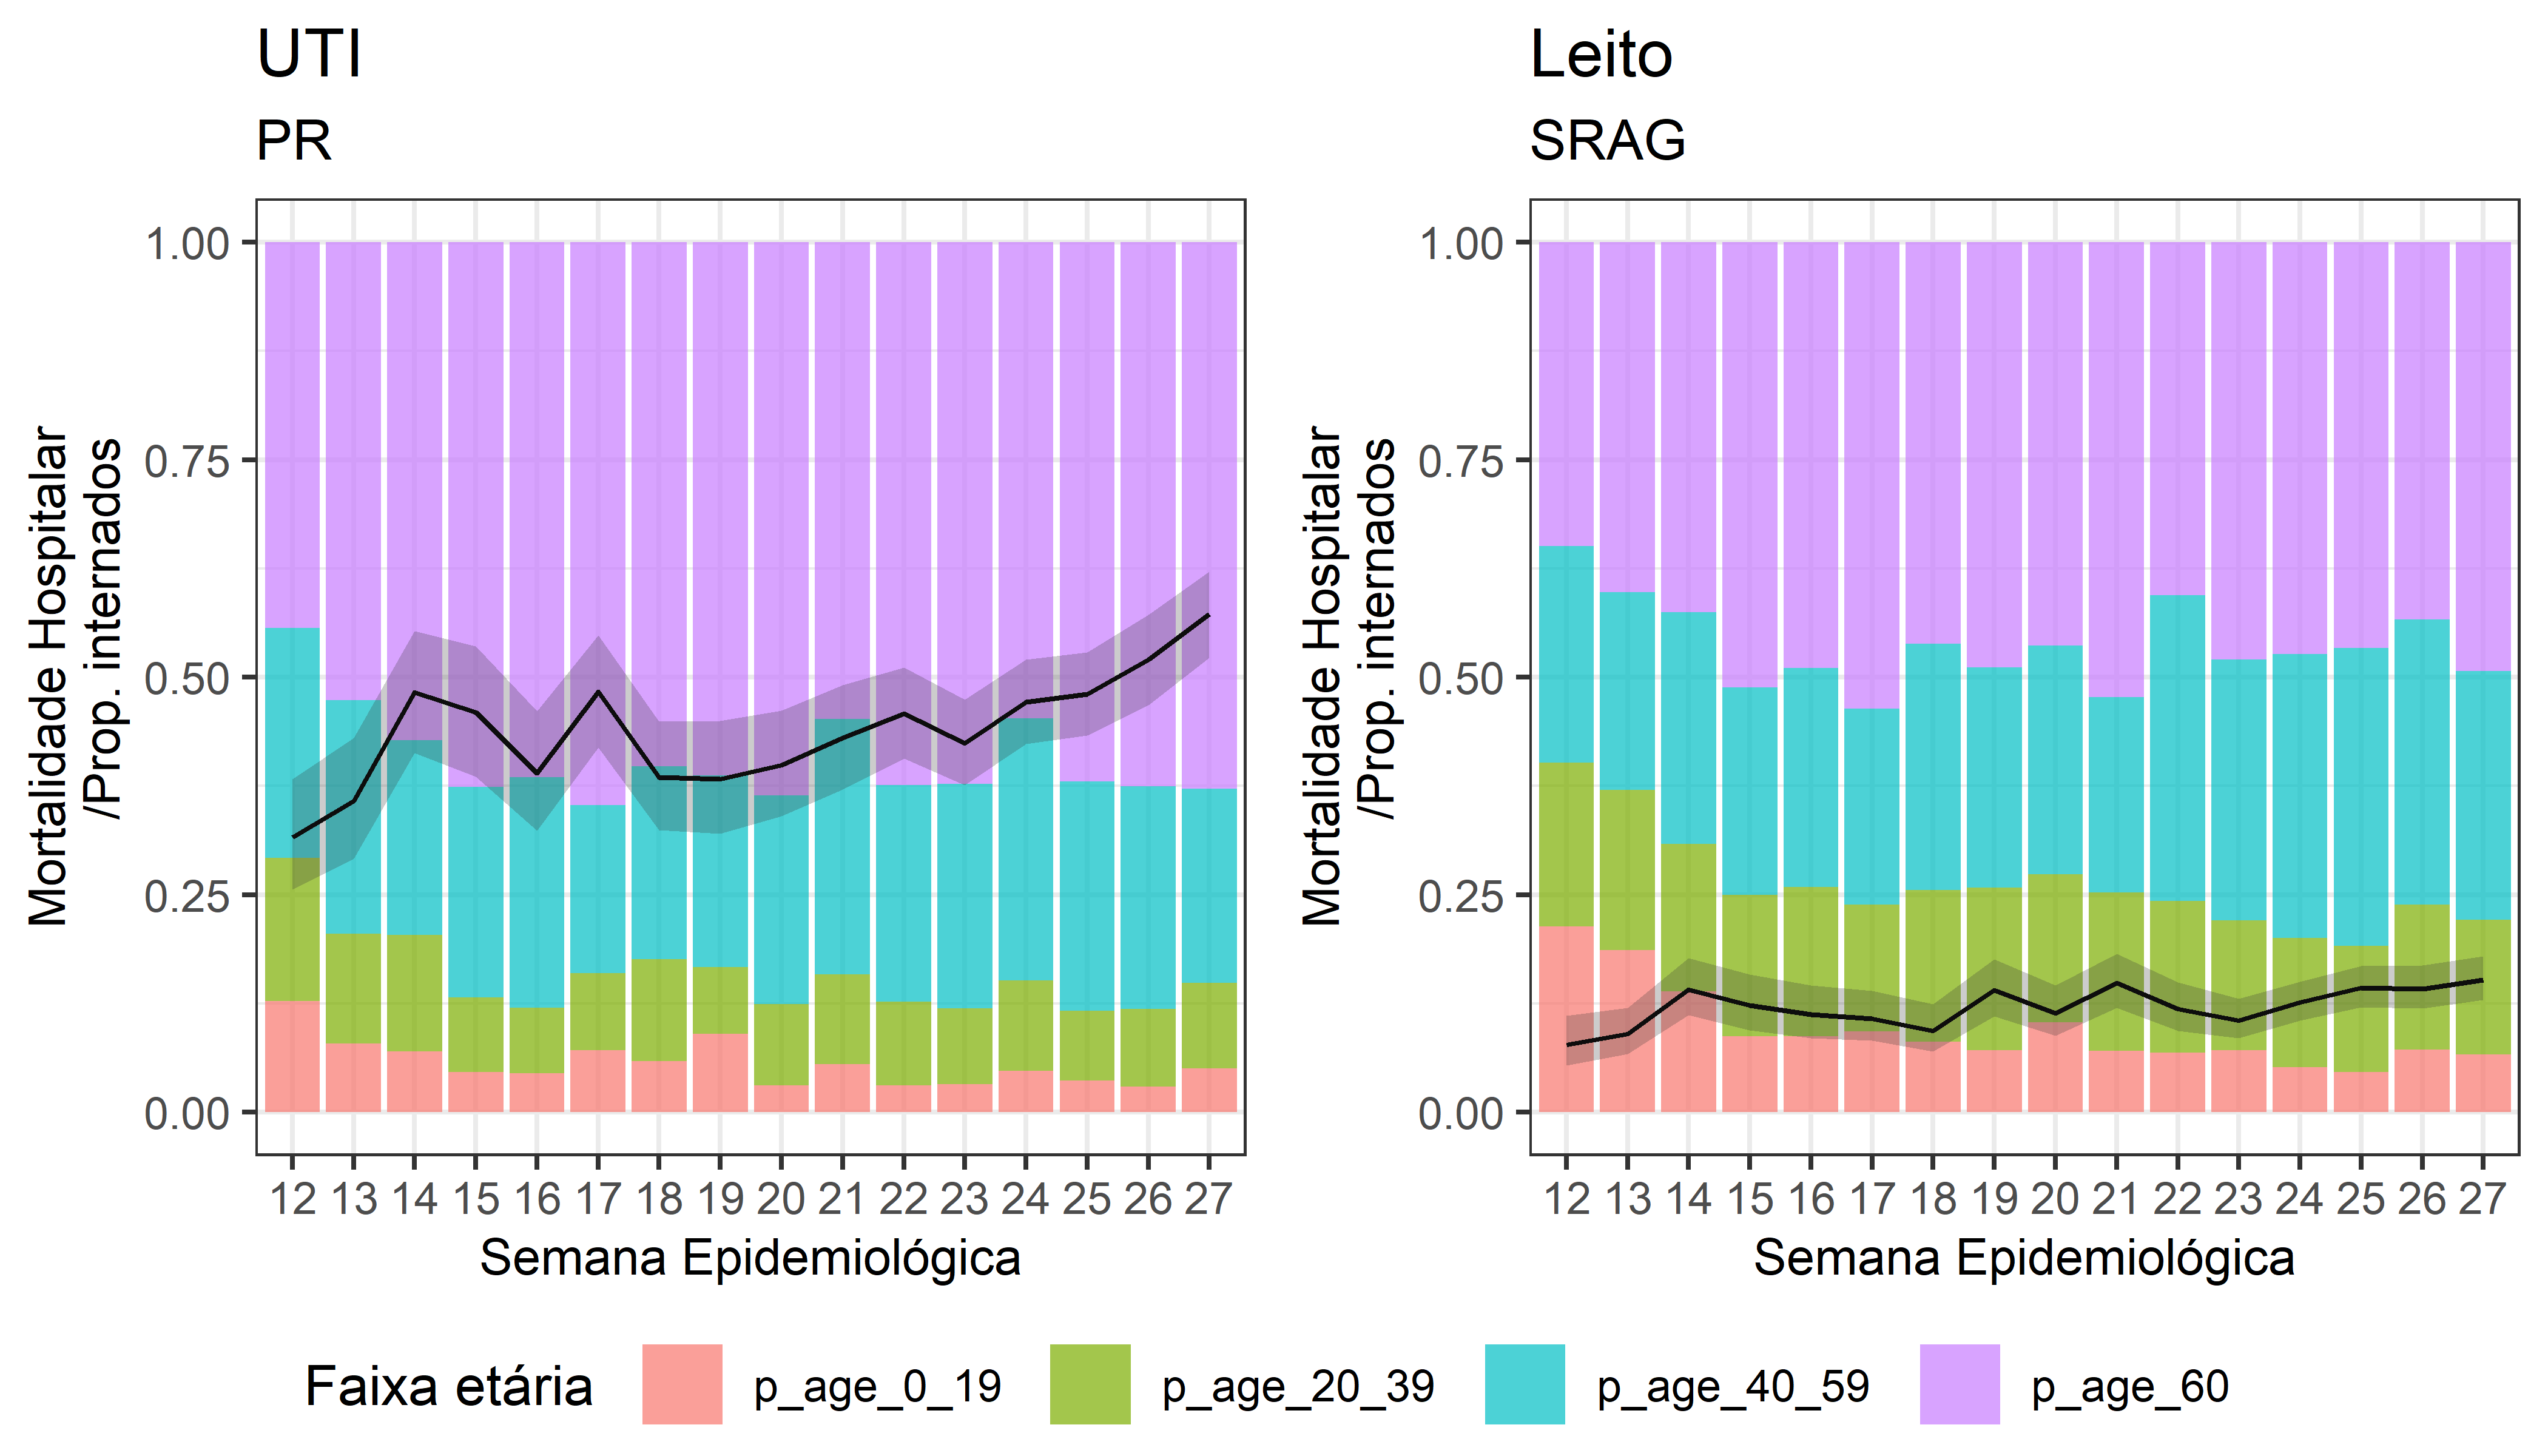 UTI
PR
Mortalidade Hospitalar
/Prop. internados
1.00
0.75
0.50
0.25
0.00
12 13 14 15 16 17 18 19 20 21 22 23 24 25 26 27
Semana Epidemiológica
Leito
SRAG
Mortalidade Hospitalar
/Prop. internados
1.00
0.75
0.50
0.25
0.00
12 13 14 15 16 17 18 19 20 21 22 23 24 25 26 27
Semana Epidemiológica
Faixa etária p_age_0_19 p_age_20_39 p_age_40_59 p_age_60